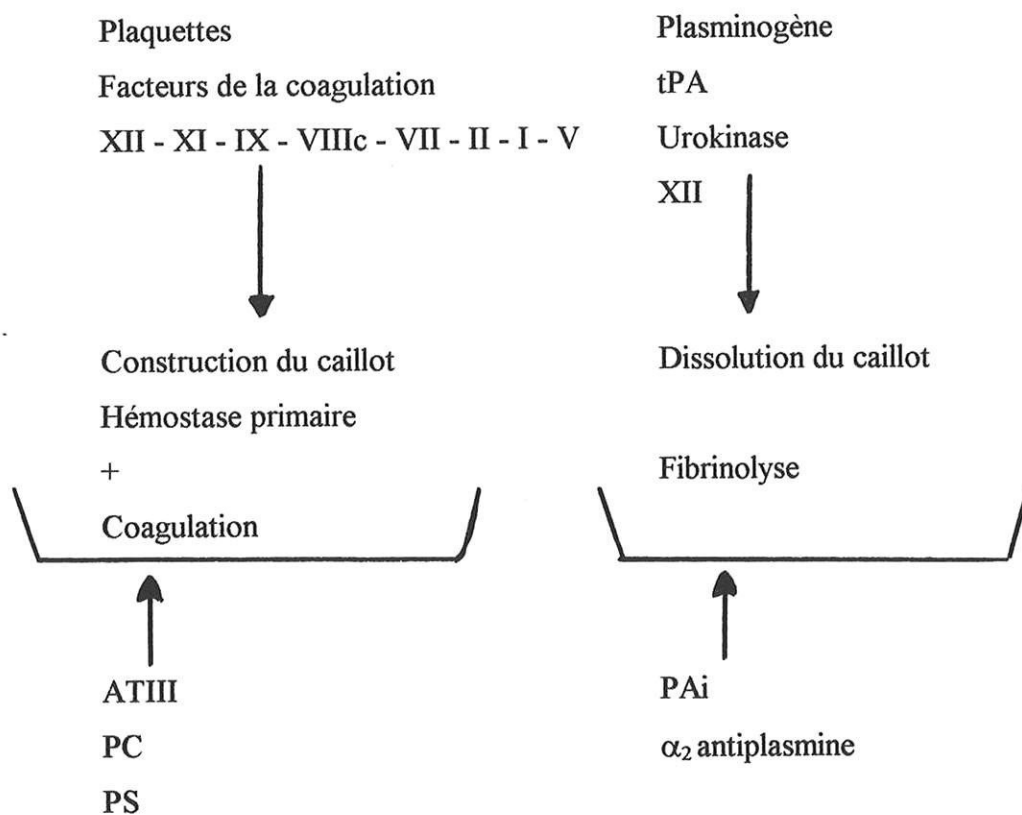 Plaquettes
Facteurs de la coagulation
XII - XI - IX - VIIIc - VII - II - I - V
Construction du caillot
Hémostase primaire
+
Coagulation
ATIII
PC
PS
Plasminogène
tPA
Urokinase
XII
Dissolution du caillot
Fibrinolyse
PAi
α₂ antiplasmine